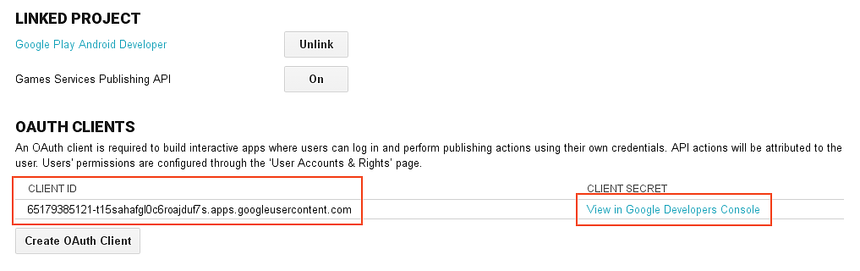 LINKED PROJECT
Google Play Android Developer Unlink
Games Services Publishing API On
OAUTH CLIENTS
An OAuth client is required to build interactive apps where users can log in and perform publishing actions using their own credentials. API actions will be attributed to the
user. Users' permissions are configured through the 'User Accounts & Rights' page.
CLIENT ID CLIENT SECRET
65179385121-t15sahafgl0c6roajduf7s.apps.googleusercontent.com View in Google Developers Console
Create OAuth Client